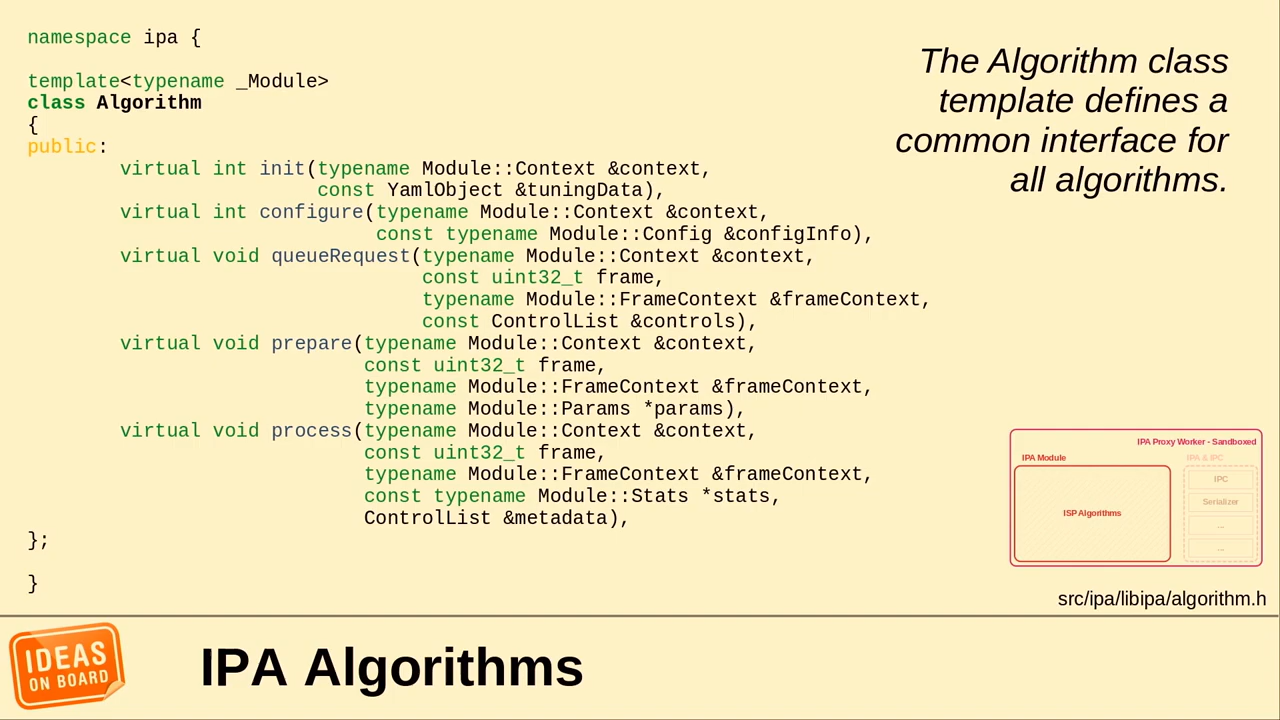 namespace ipa {
template<typename _Module>
class Algorithm
{
public:
virtual int init(typename Module::Context &context,
const YamlObject &tuningData),
virtual int configure(typename Module::Context &context,
const typename Module::Config &configInfo),
virtual void queueRequest(typename Module::Context &context,
const uint32_t frame,
typename Module::FrameContext &frameContext,
const ControlList &controls),
virtual void prepare(typename Module::Context &context,
const uint32_t frame,
typename Module::FrameContext &frameContext,
typename Module::Params *params),
virtual void process(typename Module::Context &context,
const uint32_t frame,
typename Module::FrameContext &frameContext,
const typename Module::Stats *stats,
ControlList &metadata),
};
}
The Algorithm class
template defines a
common interface for
all algorithms.
IPA Proxy Worker - Sandboxed
IPA Module
IPA & IPC
ISP Algorithms
IPC
Serializer
...
...
src/ipa/libipa/algorithm.h
IDEAS
ON BOARD
IPA Algorithms